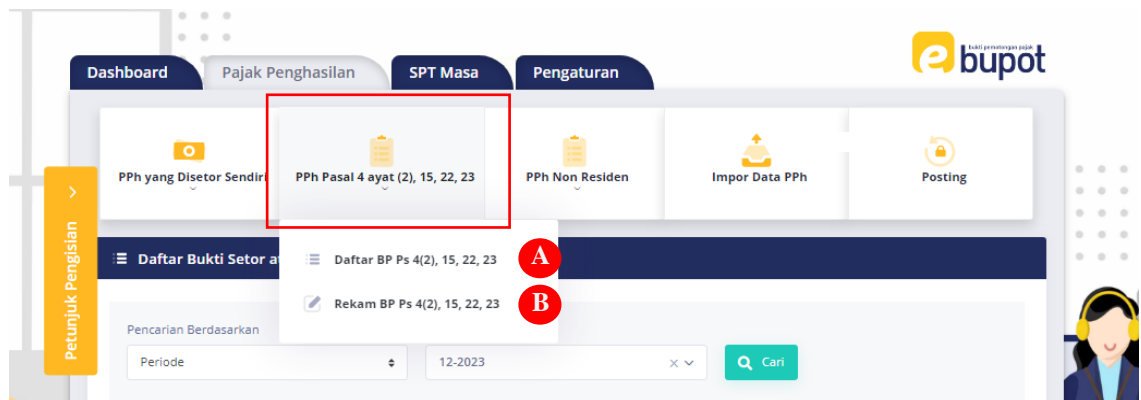 bukti pemotongan pajak
e bupot
Dashboard
Pajak Penghasilan
SPT Masa
Pengaturan
PPh yang Disetor Sendiri
PPh Pasal 4 ayat (2), 15, 22, 23
PPh Non Residen
Impor Data PPh
Posting
Petunjuk Pengisian
Daftar Bukti Setor at
Daftar BP Ps 4(2), 15, 22, 23
A
Rekam BP Ps 4(2), 15, 22, 23
B
Pencarian Berdasarkan
Periode
12-2023
Cari